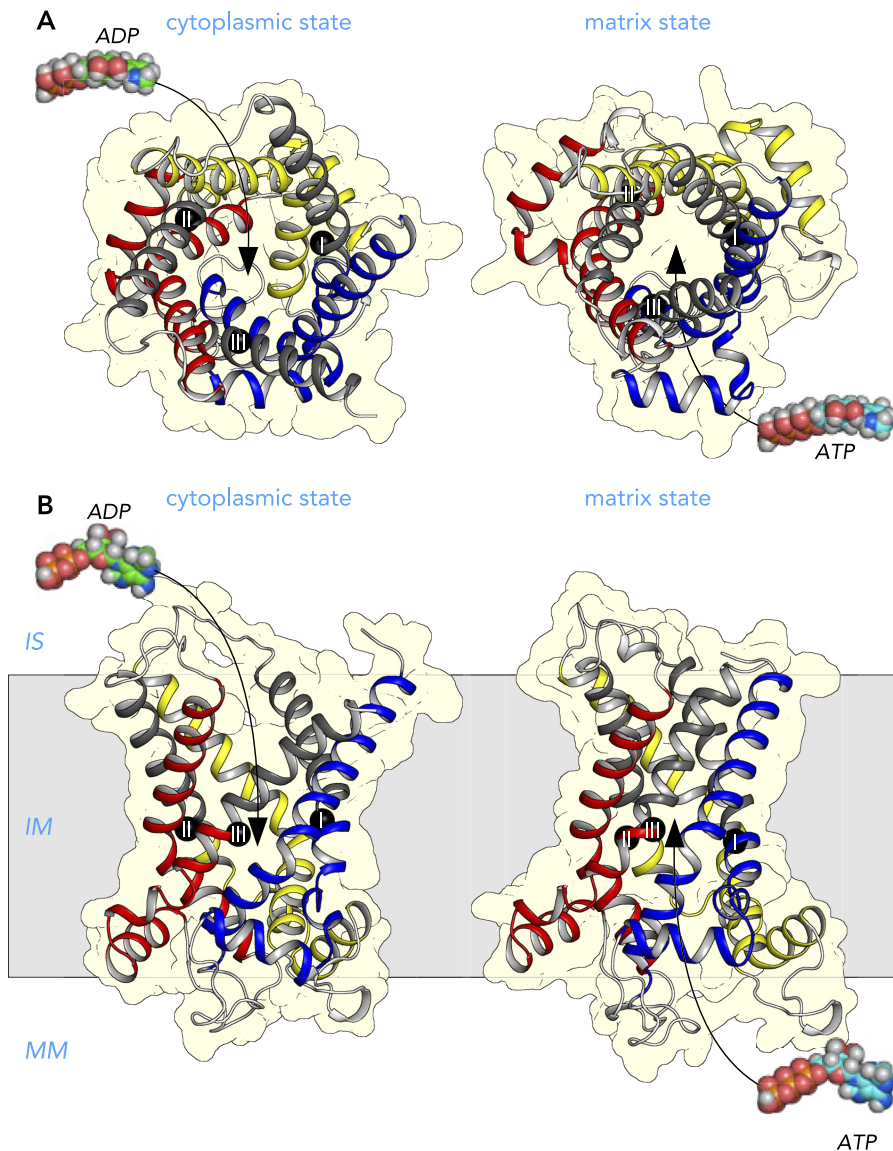 A
cytoplasmic state
matrix state
ADP
II
I
III
II
I
III
ATP
B
cytoplasmic state
matrix state
ADP
IS
IM
II
III
I
II
III
I
MM
ATP